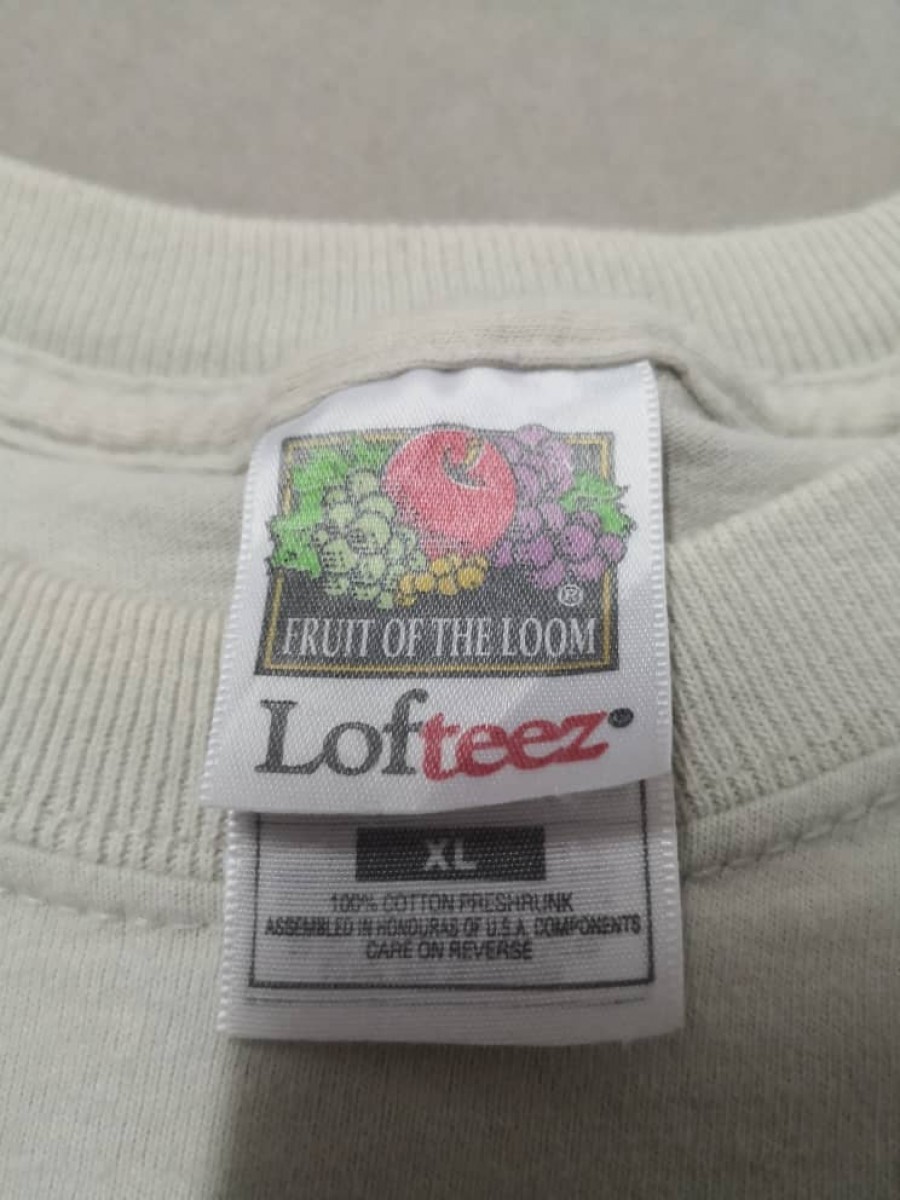 ®
FRUIT OF THE LOOM
Lofteez®
XL
100% COTTON PRESHRUNK
ASSEMBLED IN HONDURAS OF U.S.A. COMPONENTS
CARE ON REVERSE